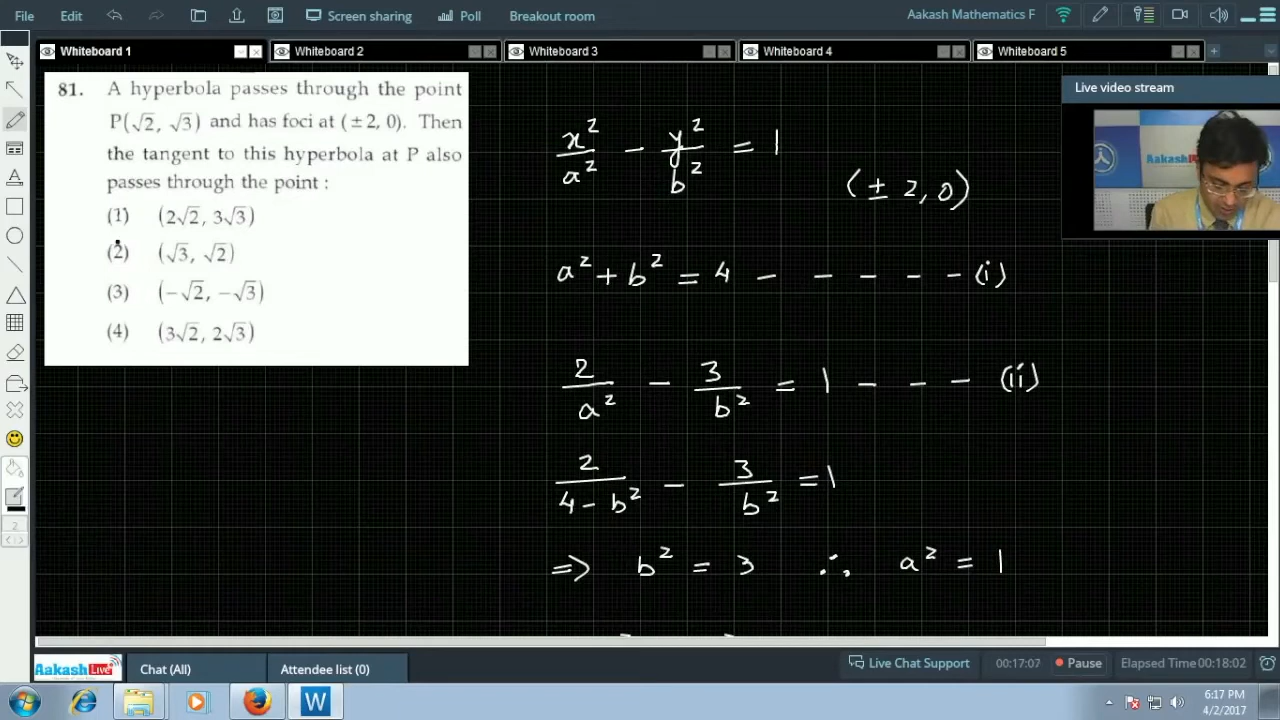 File Edit Screen sharing Poll Breakout room Aakash Mathematics F
Whiteboard 1 Whiteboard 2 Whiteboard 3 Whiteboard 4 Whiteboard 5
81. A hyperbola passes through the point
P(√2, √3) and has foci at (±2, 0). Then
the tangent to this hyperbola at P also
passes through the point :
(1) (2√2, 3√3)
(2) (√3, √2)
(3) (−√2, −√3)
(4) (3√2, 2√3)
x²/a² − y²/b² = 1
(± 2, 0)
a² + b² = 4 - - - - - (i)
2/a² − 3/b² = 1 - - - (ii)
2/4 − b² − 3/b² = 1
=> b² = 3 ∴ a² = 1
Live video stream
Aakash
2
AakashLive Chat (All) Attendee list (0) Live Chat Support 00:17:07 Pause Elapsed Time 00:18:02
W
6:17 PM
4/2/2017